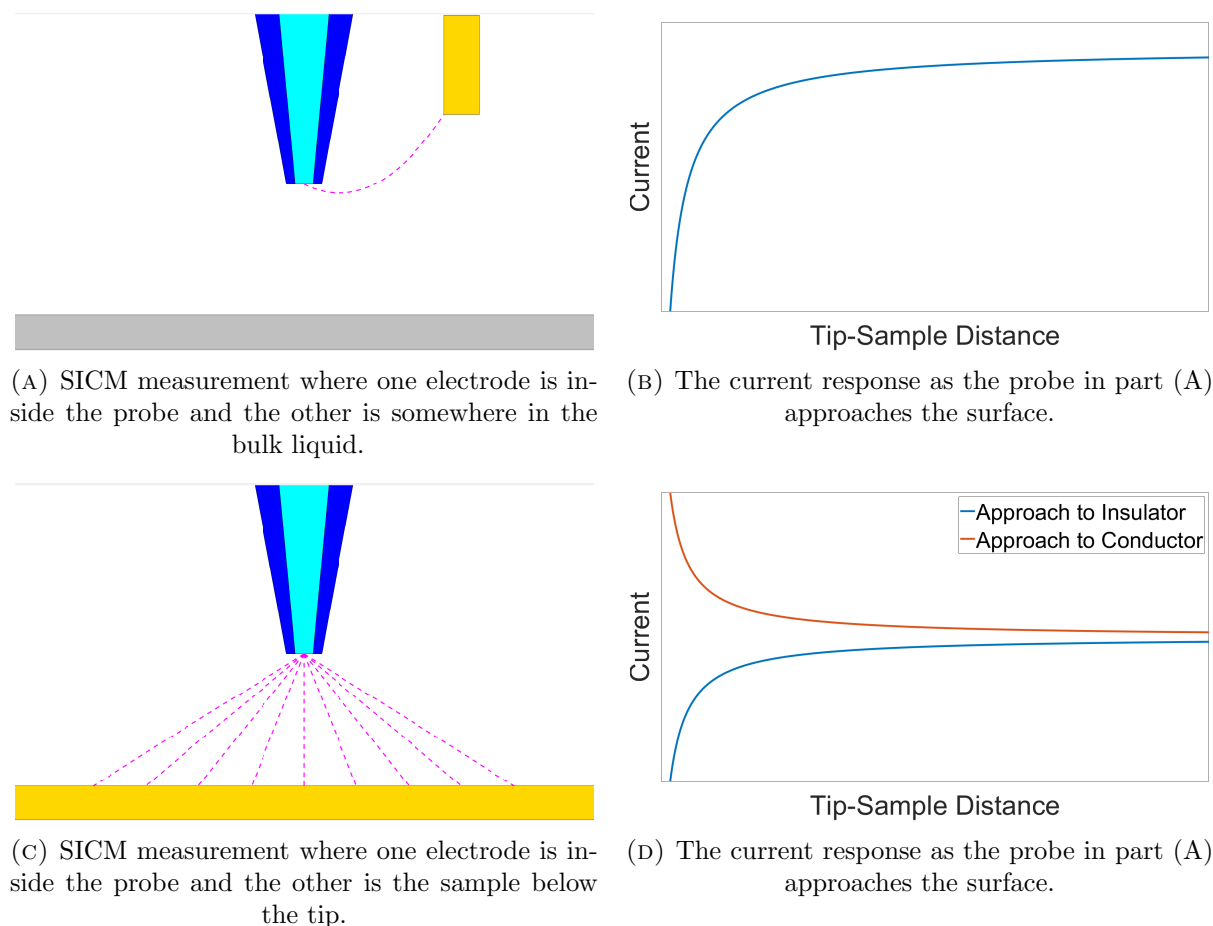 Current
Tip-Sample Distance
(A) SICM measurement where one electrode is in-
side the probe and the other is somewhere in the
bulk liquid.
(B) The current response as the probe in part (A)
approaches the surface.
Approach to Insulator
Approach to Conductor
Current
Tip-Sample Distance
(C) SICM measurement where one electrode is in-
side the probe and the other is the sample below
the tip.
(D) The current response as the probe in part (A)
approaches the surface.